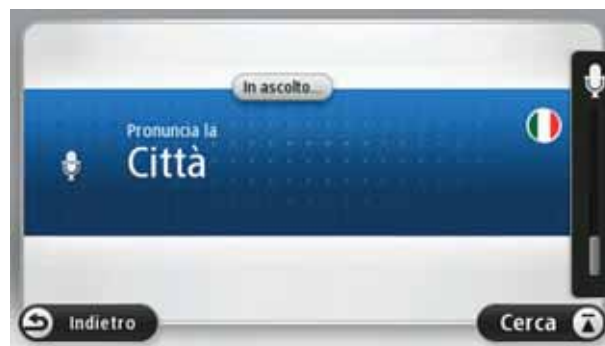 In ascolto...
Pronuncia la
Città
Indietro
Cerca